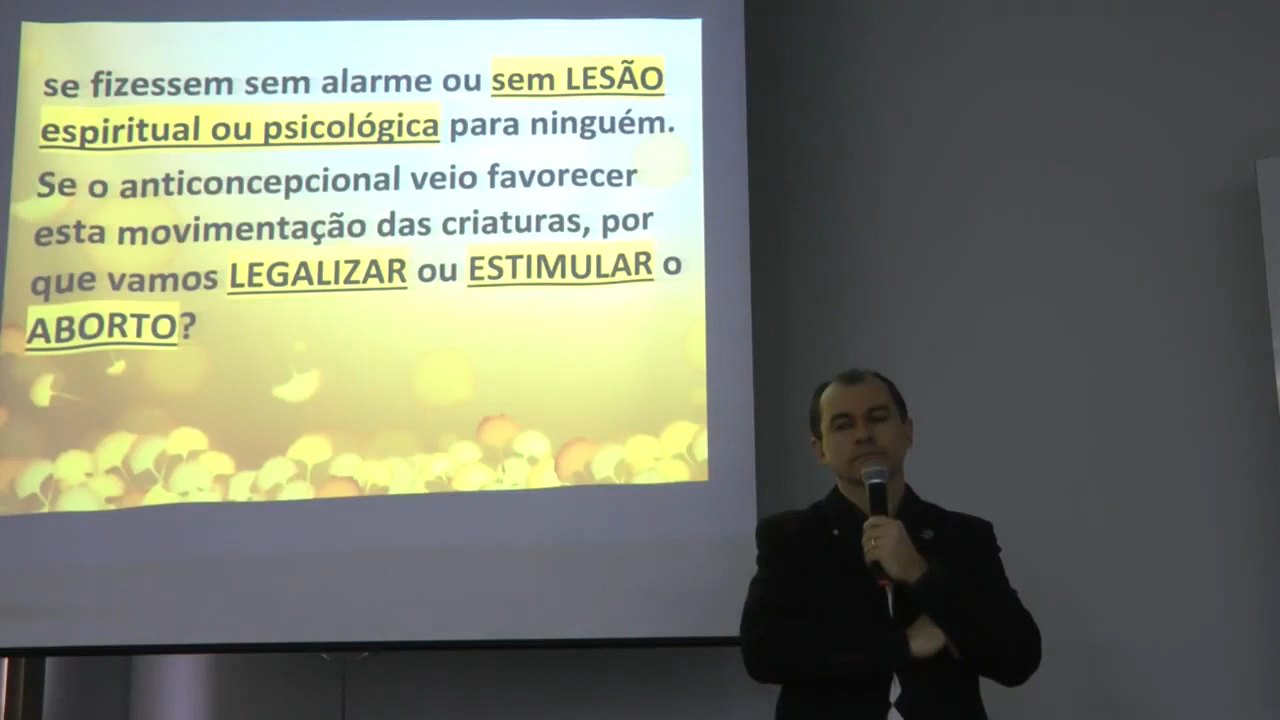 se fizessem sem alarme ou sem LESÃO
espiritual ou psicológica para ninguém.
Se o anticoncepcional veio favorecer
esta movimentação das criaturas, por
que vamos LEGALIZAR ou ESTIMULAR o
ABORTO?